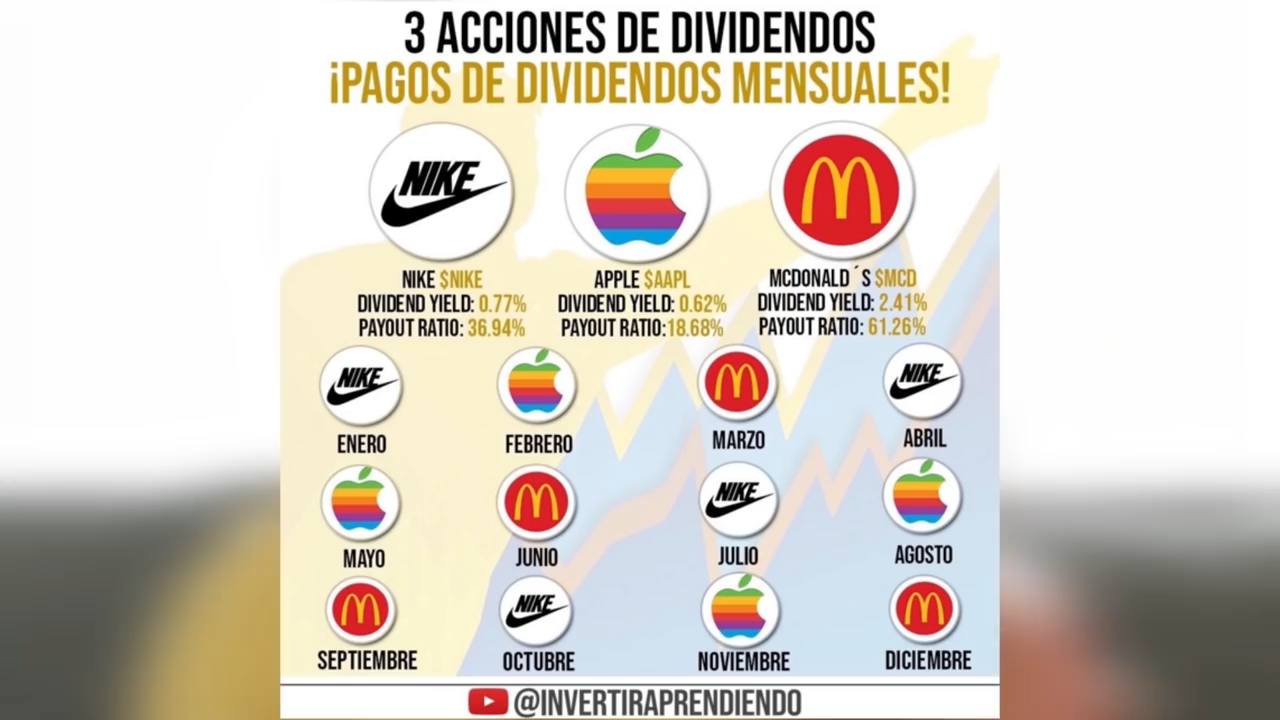 3 ACCIONES DE DIVIDENDOS
¡PAGOS DE DIVIDENDOS MENSUALES!
NIKE
NIKE $NIKE
DIVIDEND YIELD: 0.77%
PAYOUT RATIO: 36.94%
APPLE $AAPL
DIVIDEND YIELD: 0.62%
PAYOUT RATIO:18.68%
MCDONALD´S $MCD
DIVIDEND YIELD: 2.41%
PAYOUT RATIO: 61.26%
NIKE
ENERO
FEBRERO
MARZO
NIKE
ABRIL
MAYO
JUNIO
NIKE
JULIO
AGOSTO
SEPTIEMBRE
NIKE
OCTUBRE
NOVIEMBRE
DICIEMBRE
@INVERTIRAPRENDIENDO